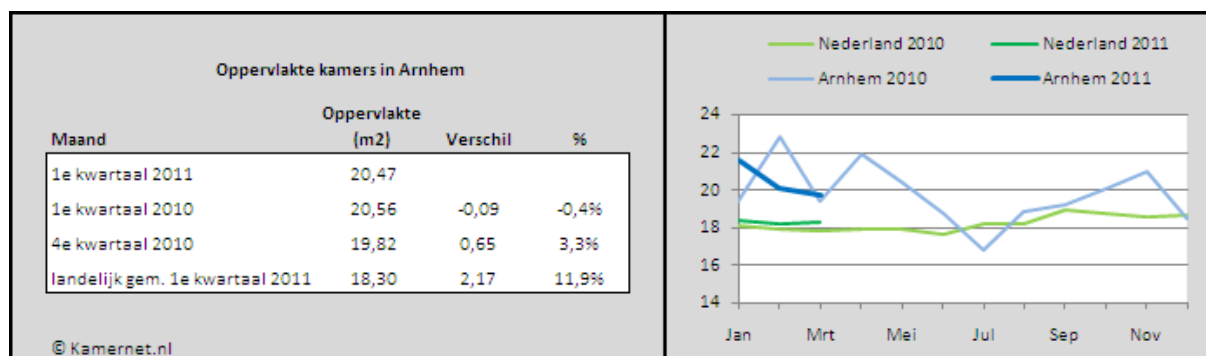 Oppervlakte kamers in Arnhem
Oppervlakte
Maand (m2) Verschil %
1e kwartaal 2011 20,47
1e kwartaal 2010 20,56 -0,09 -0,4%
4e kwartaal 2010 19,82 0,65 3,3%
landelijk gem. 1e kwartaal 2011 18,30 2,17 11,9%
© Kamernet.nl
Nederland 2010 Nederland 2011
Arnhem 2010 Arnhem 2011
24
22
20
18
16
14
Jan Mrt Mei Jul Sep Nov